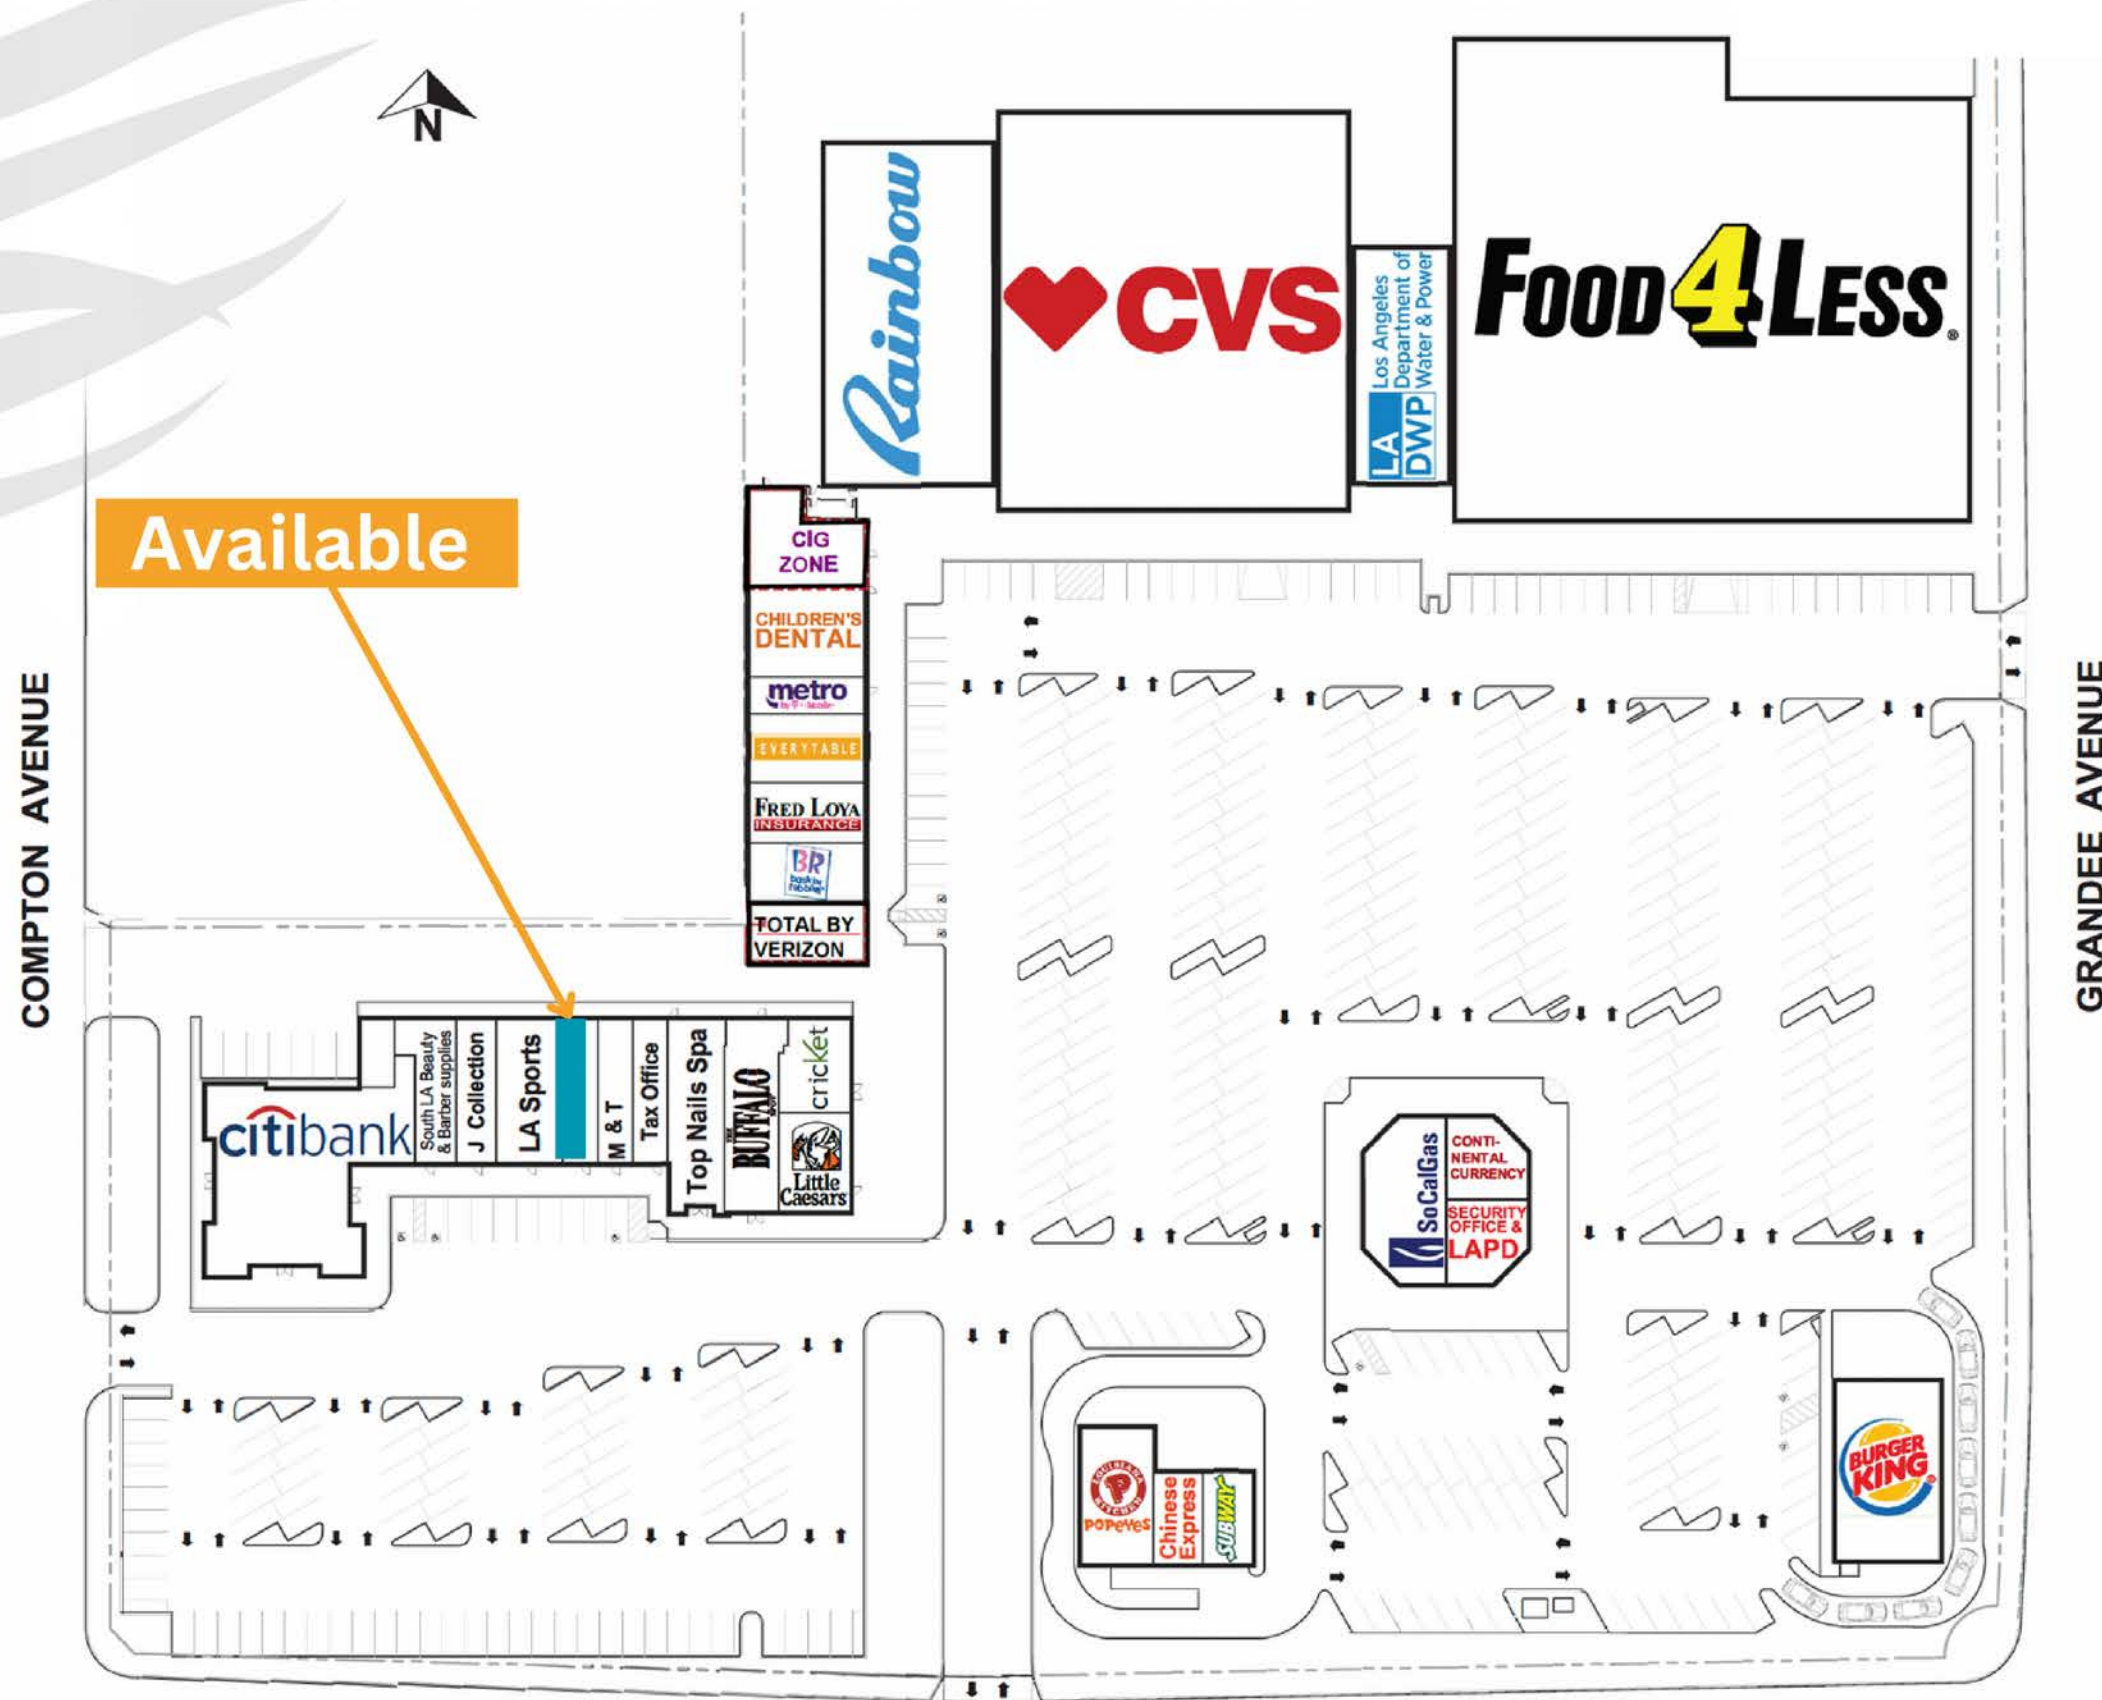 N
Rainbow
CVS
LA
DWP
Los Angeles
Department of
Water & Power
FOOD 4 LESS®
Available
CIG
ZONE
CHILDREN'S
DENTAL
metro
EVERYTABLE
FRED LOYA
INSURANCE
BR
TOTAL BY
VERIZON
COMPTON AVENUE
GRANDEE AVENUE
citibank
South LA Beauty
& Barber supplies
J Collection
LA Sports
M & T
Tax Office
Top Nails Spa
THE
BUFFALO
cricket
Little
Caesars
SoCalGas
CONTI-
NENTAL
CURRENCY
SECURITY
OFFICE &
LAPD
LOUISIANA
KITCHEN
P
POPEYES
Chinese
Express
SUBWAY
BURGER
KING®